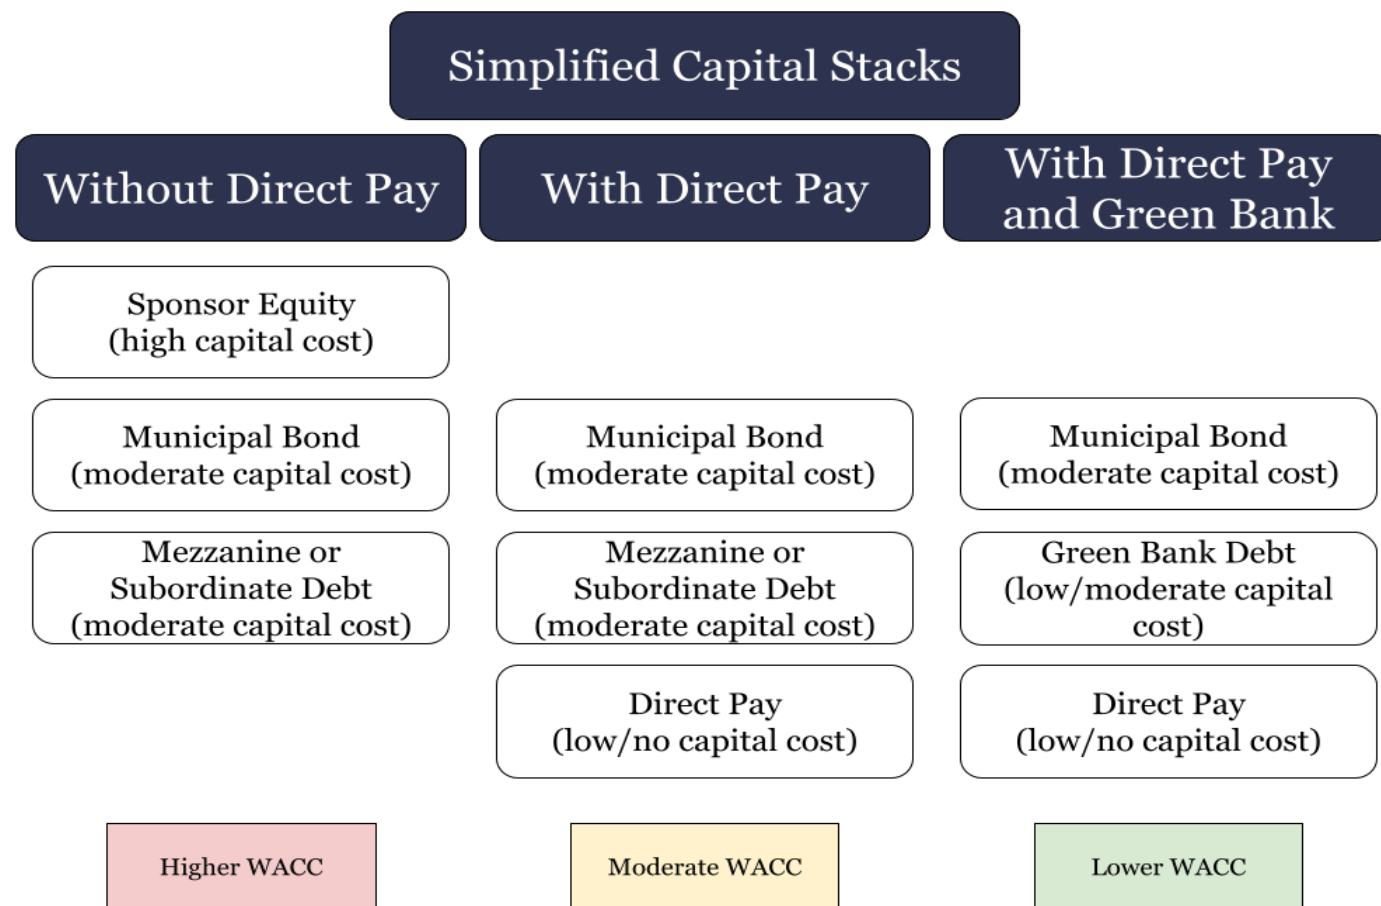 Simplified Capital Stacks
Without Direct Pay
With Direct Pay
With Direct Pay
and Green Bank
Sponsor Equity
(high capital cost)
Municipal Bond
(moderate capital cost)
Municipal Bond
(moderate capital cost)
Municipal Bond
(moderate capital cost)
Mezzanine or
Subordinate Debt
(moderate capital cost)
Mezzanine or
Subordinate Debt
(moderate capital cost)
Green Bank Debt
(low/moderate capital
cost)
Direct Pay
(low/no capital cost)
Direct Pay
(low/no capital cost)
Higher WACC
Moderate WACC
Lower WACC